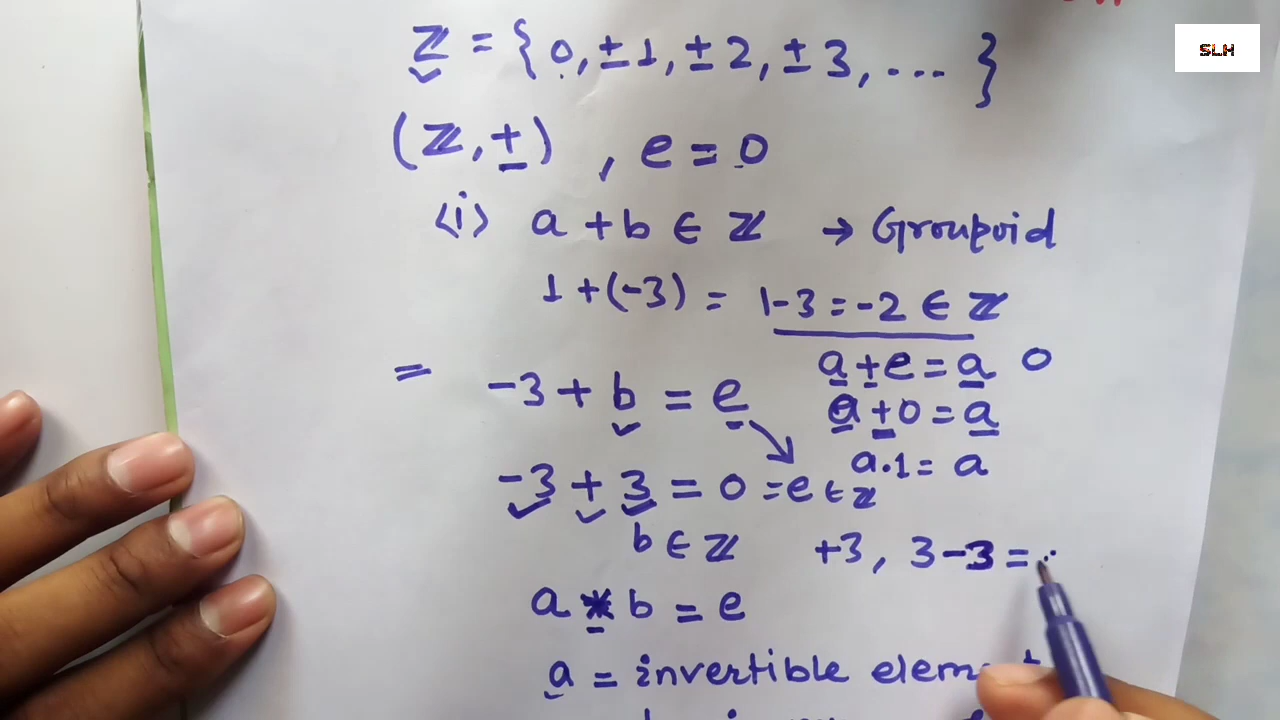 SLH
ℤ = {0, ±1, ±2, ±3, ... }
(ℤ, +) , e = 0
<i> a + b ∈ ℤ → Groupoid
1 + (-3) = 1-3 = -2 ∈ ℤ
a + e = a 0
= -3 + b = e
a + 0 = a
a.1 = a
-3 + 3 = 0 = e ∈ ℤ
b ∈ ℤ +3, 3 - 3 =
a * b = e
a = invertible element